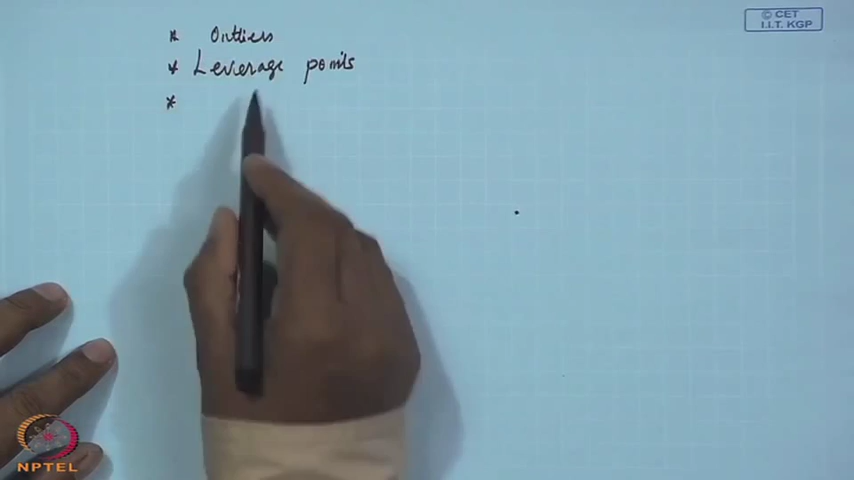 © CET
I.I.T. KGP
* Outliers
* Leverage points
*
NPTEL